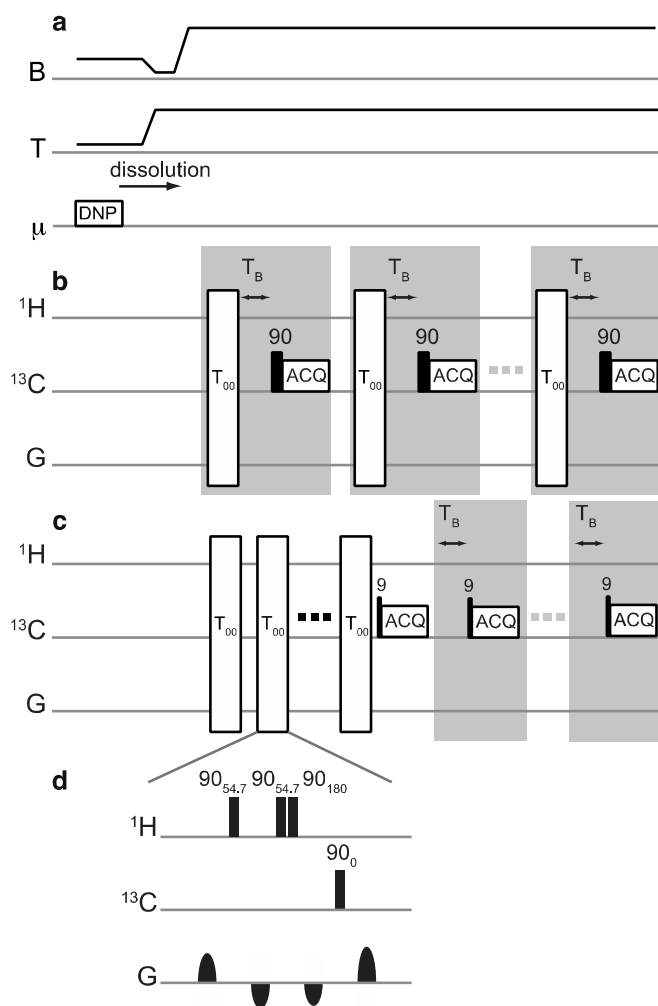 a
B
T
dissolution
DNP
μ
b
T_B T_B T_B
¹H
90 90 90
¹³C T₀₀ ACQ T₀₀ ACQ T₀₀ ACQ
G
c
T_B T_B
¹H
9 9 9
¹³C T₀₀ T₀₀ T₀₀ ACQ ACQ ACQ
G
d
90₅₄.₇ 90₅₄.₇ 90₁₈₀
¹H
90₀
¹³C
G